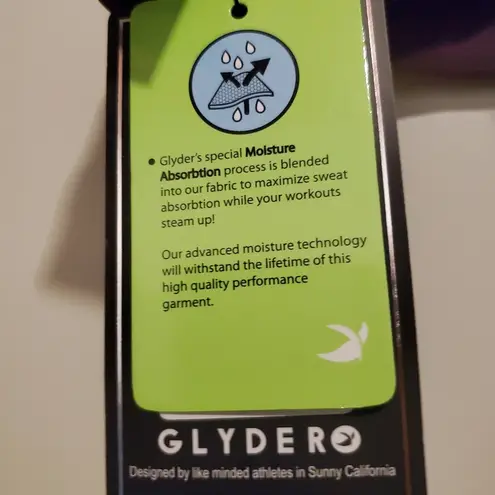 • Glyder's special Moisture
Absorbtion process is blended
into our fabric to maximize sweat
absorbtion while your workouts
steam up!
Our advanced moisture technology
will withstand the lifetime of this
high quality performance
garment.
GLYDER
Designed by like minded athletes in Sunny California